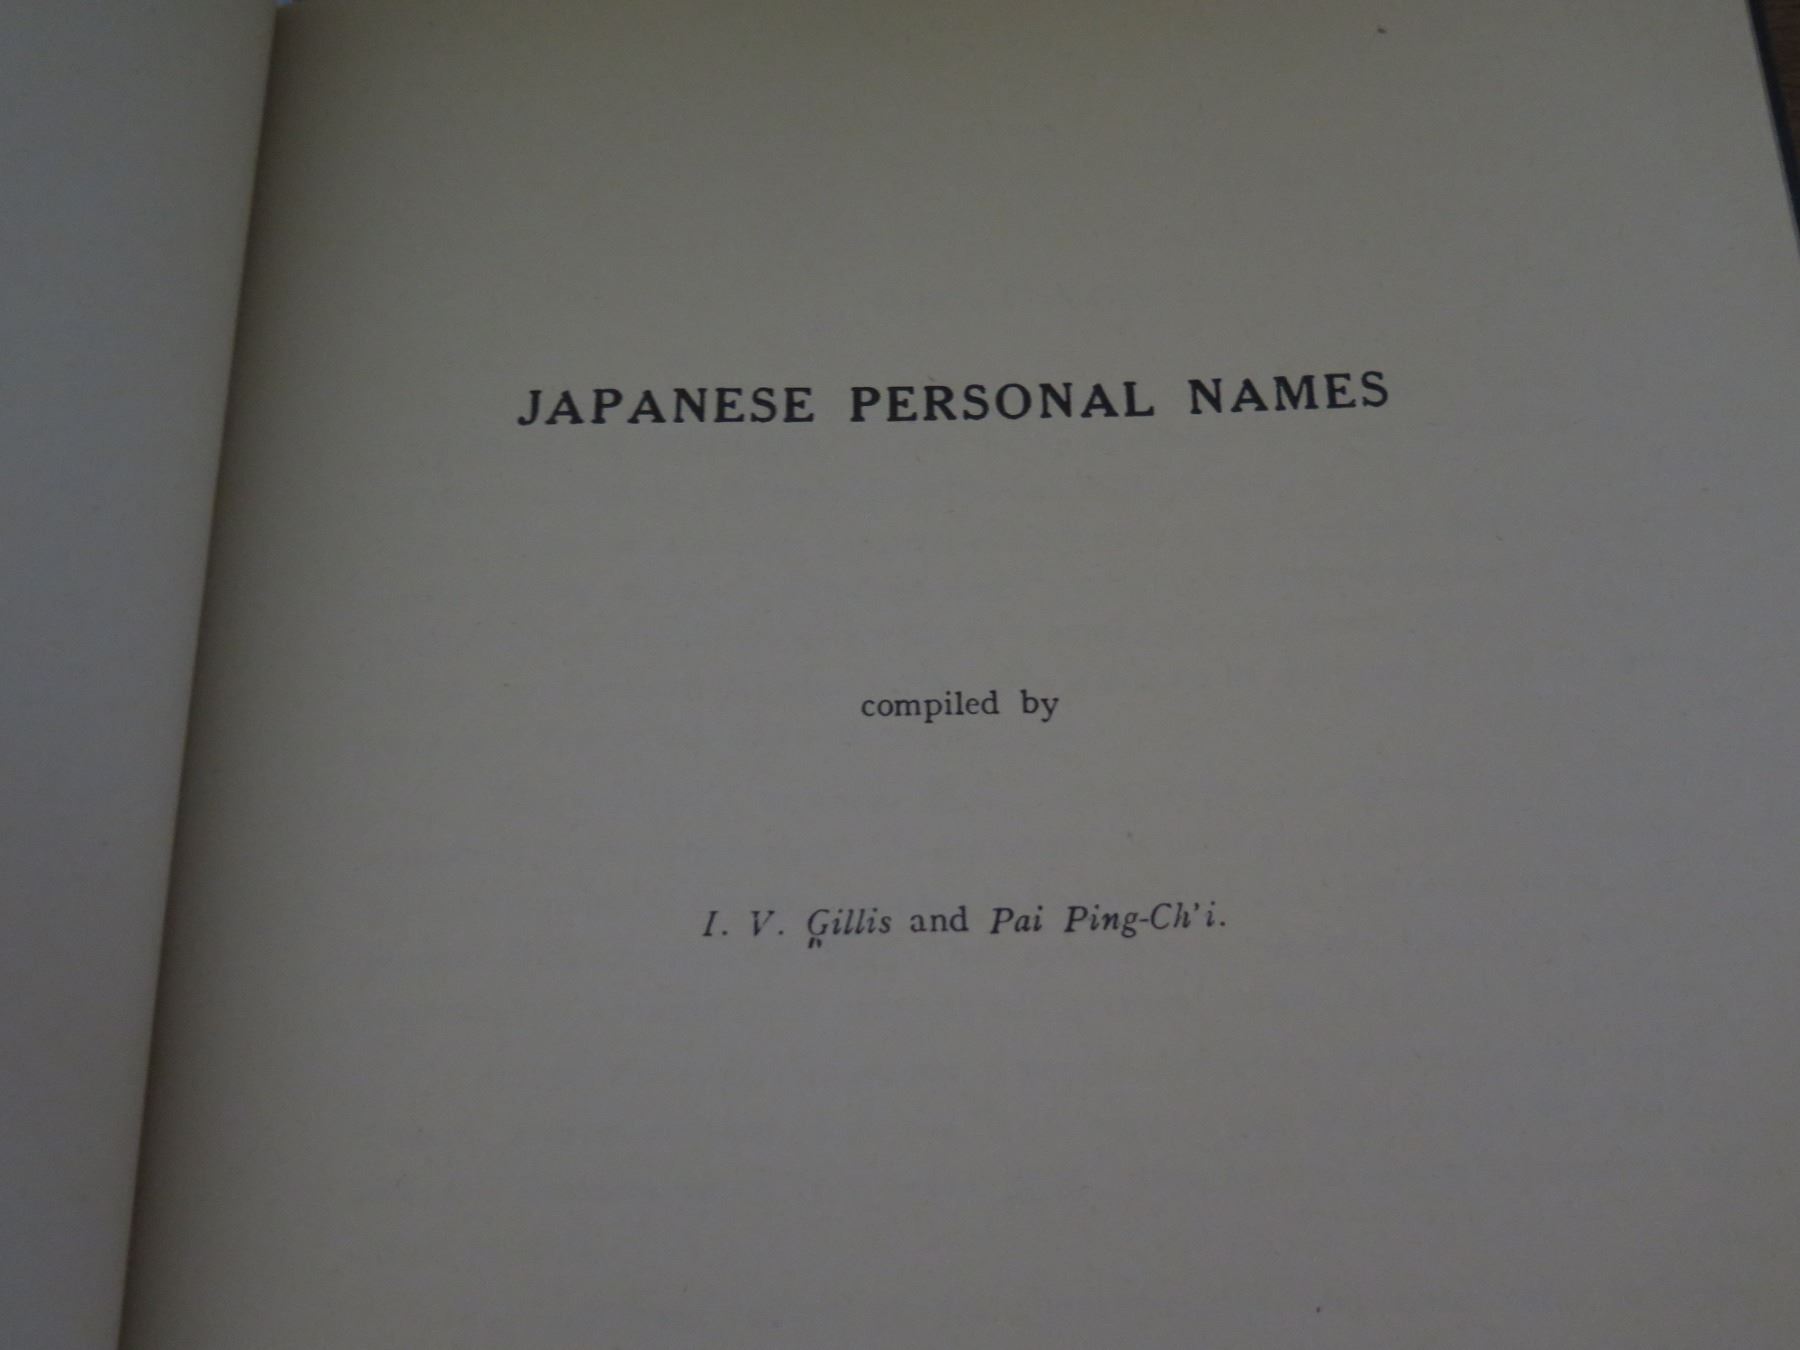 JAPANESE PERSONAL NAMES
compiled by
I. V. Gillis and Pai Ping-Ch'i.